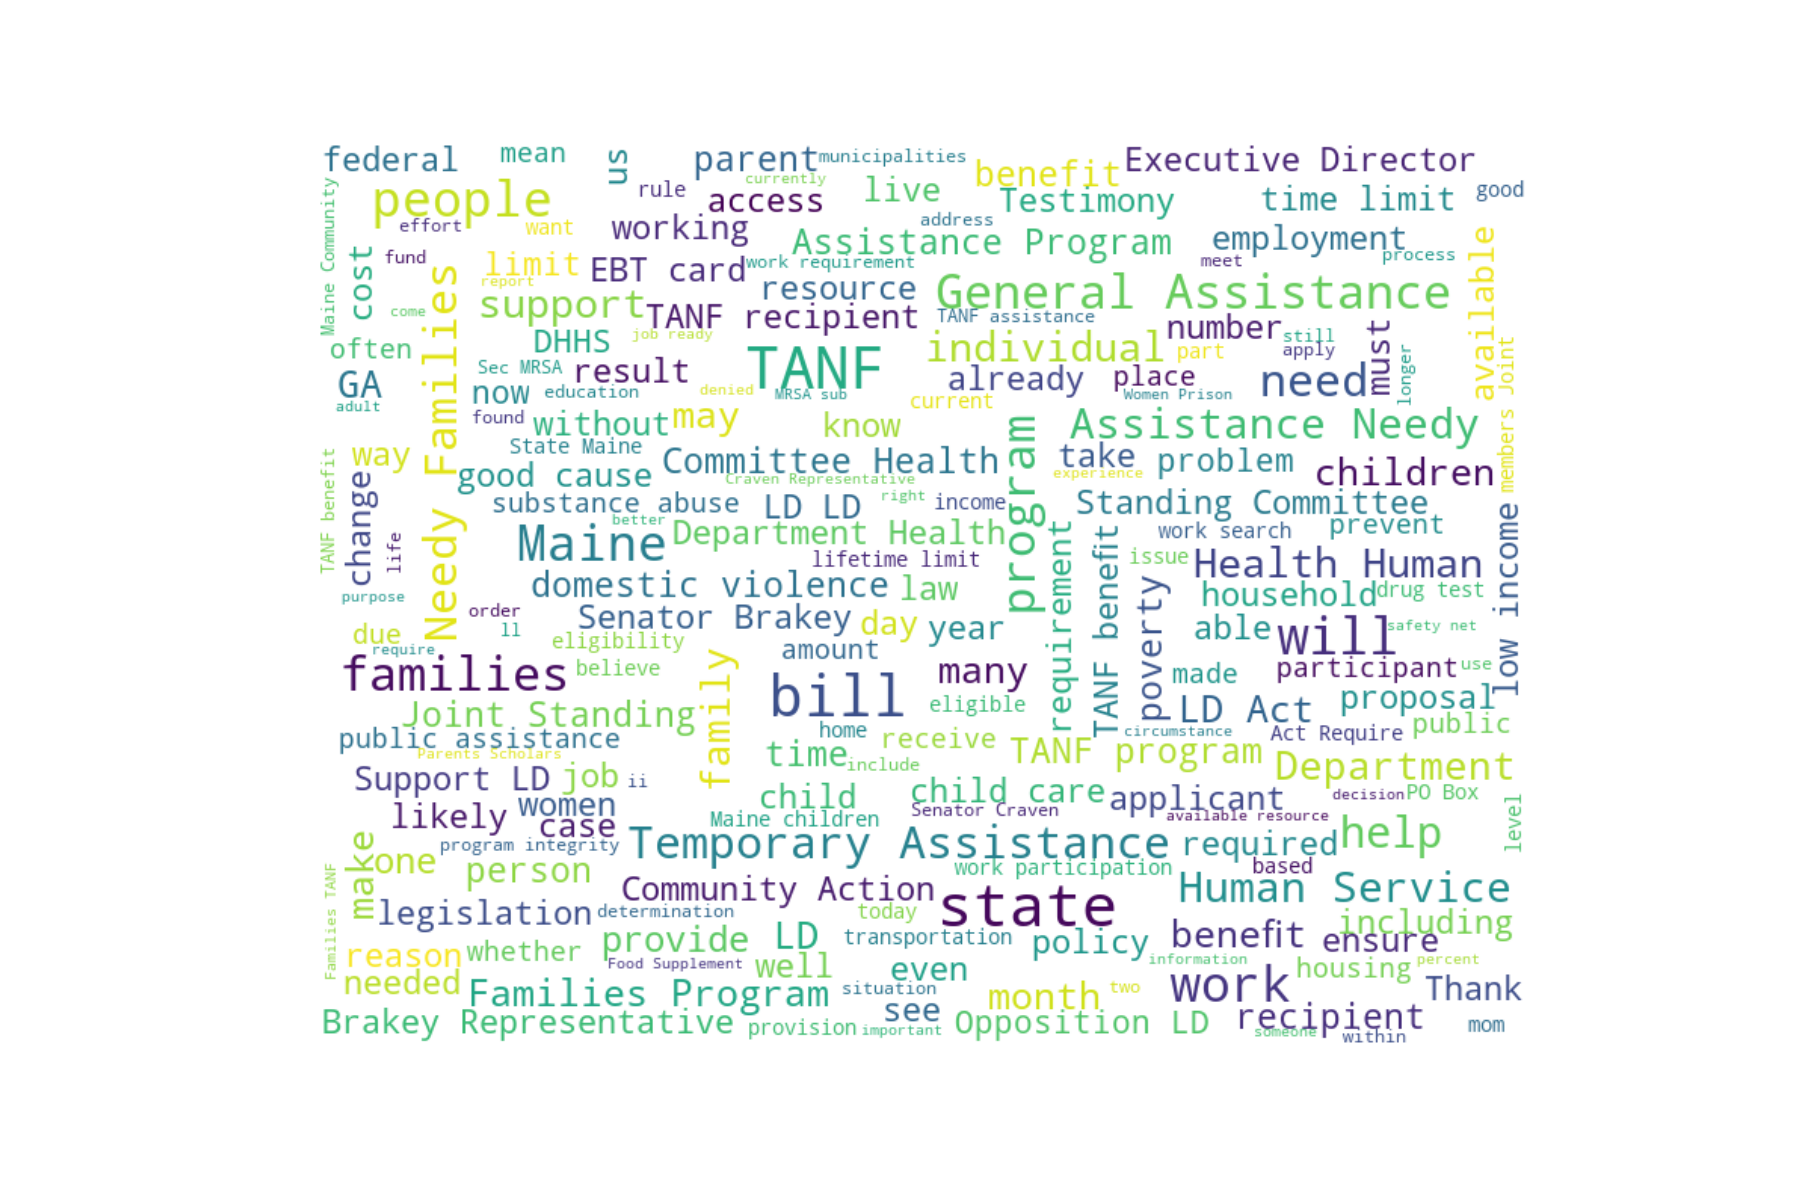 federal
mean
us
parent
municipalities
benefit
Executive Director
Maine Community
people
rule
currently
access
live
Testimony
time limit
good
effort
want
working
address
Assistance Program
employment
available
cost
fund
limit
EBT card
work requirement
meet
process
Needy Families
report
support
resource
General Assistance
come
TANF recipient
TANF assistance
number
still
must
often
DHHS
job ready
TANF
individual
part
apply
longer
members Joint
GA
Sec MRSA
result
already
place
need
adult
now
education
denied
MRSA sub
current
Women Prison
found
without
may
know
program
Assistance Needy
TANF benefit
way
State Maine
Committee Health
take
problem
children
change
good cause
Craven Representative
experience
substance abuse
LD LD
right
income
Standing Committee
low income
life
better
Maine
Department Health
requirement
TANF benefit
work search
prevent
lifetime limit
issue
Health Human
purpose
domestic violence
law
poverty
household
drug test
order
Senator Brakey
day
year
able
will
safety net
due
ll
eligibility
require
families
believe
family
amount
many
made
participant
use
bill
eligible
LD Act
proposal
Joint Standing
public assistance
home
receive
circumstance
Act Require
public
Parents Scholars
time
include
TANF program
Department
Support LD
job
ii
child
child care
applicant
decision
PO Box
level
likely
women
case
Maine children
Senator Craven
available resource
make
program integrity
Temporary Assistance
required
help
one
person
work participation
based
Families TANF
Community Action
state
Human Service
legislation
determination
today
including
reason
whether
provide
LD
transportation
policy
benefit
ensure
Food Supplement
well
even
information
housing
percent
needed
Families Program
situation
month
two
work
Thank
see
Brakey Representative
provision
important
Opposition LD
recipient
someone
within
mom